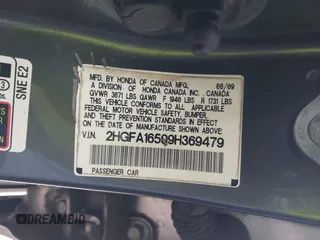 MFD. BY HONDA OF CANADA MFG. 08/09
A DIVISION OF HONDA CANADA INC. CANADA
GVWR 3671 LBS GAWR F 1946 LBS R 1731 LBS
THIS VEHICLE CONFORMS TO ALL APPLICABLE
FEDERAL MOTOR VEHICLE SAFETY, BUMPER,
AND THEFT PREVENTION STANDARDS IN EFFECT
ON THE DATE OF MANUFACTURE SHOWN ABOVE.
V.I.N. 2HGFA16509H369479
PASSENGER CAR
SNE E2
3
DREAMBID